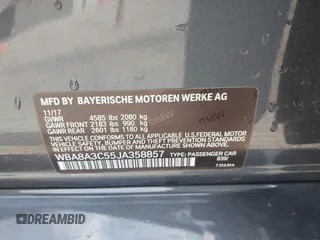 MFD BY BAYERISCHE MOTOREN WERKE AG
11/17
GVWR 4585 lbs 2080 kg
GAWR FRONT 2183 lbs 990 kg
GAWR REAR 2601 lbs 1180 kg
THIS VEHICLE CONFORMS TO ALL APPLICABLE
U.S. FEDERAL MOTOR VEHICLE SAFETY, BUMPER,
AND THEFT PREVENTION STANDARDS IN EFFECT
ON THE DATE OF MANUFACTURE SHOWN ABOVE.
WBA8A3C55JA358857 TYPE: PASSENGER CAR
DREAMBID